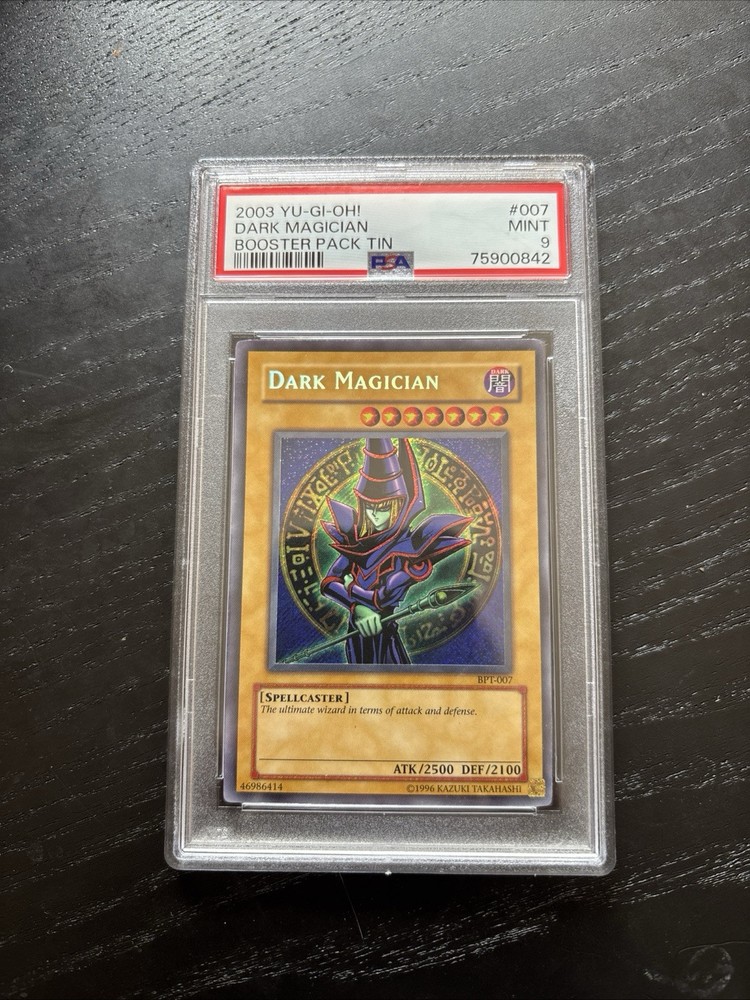 2003 YU-GI-OH! #007
DARK MAGICIAN MINT
BOOSTER PACK TIN 9
PSA 75900842
DARK MAGICIAN
DARK
闇
BPT-007
[SPELLCASTER]
The ultimate wizard in terms of attack and defense.
ATK/2500 DEF/2100
46986414 ©1996 KAZUKI TAKAHASHI